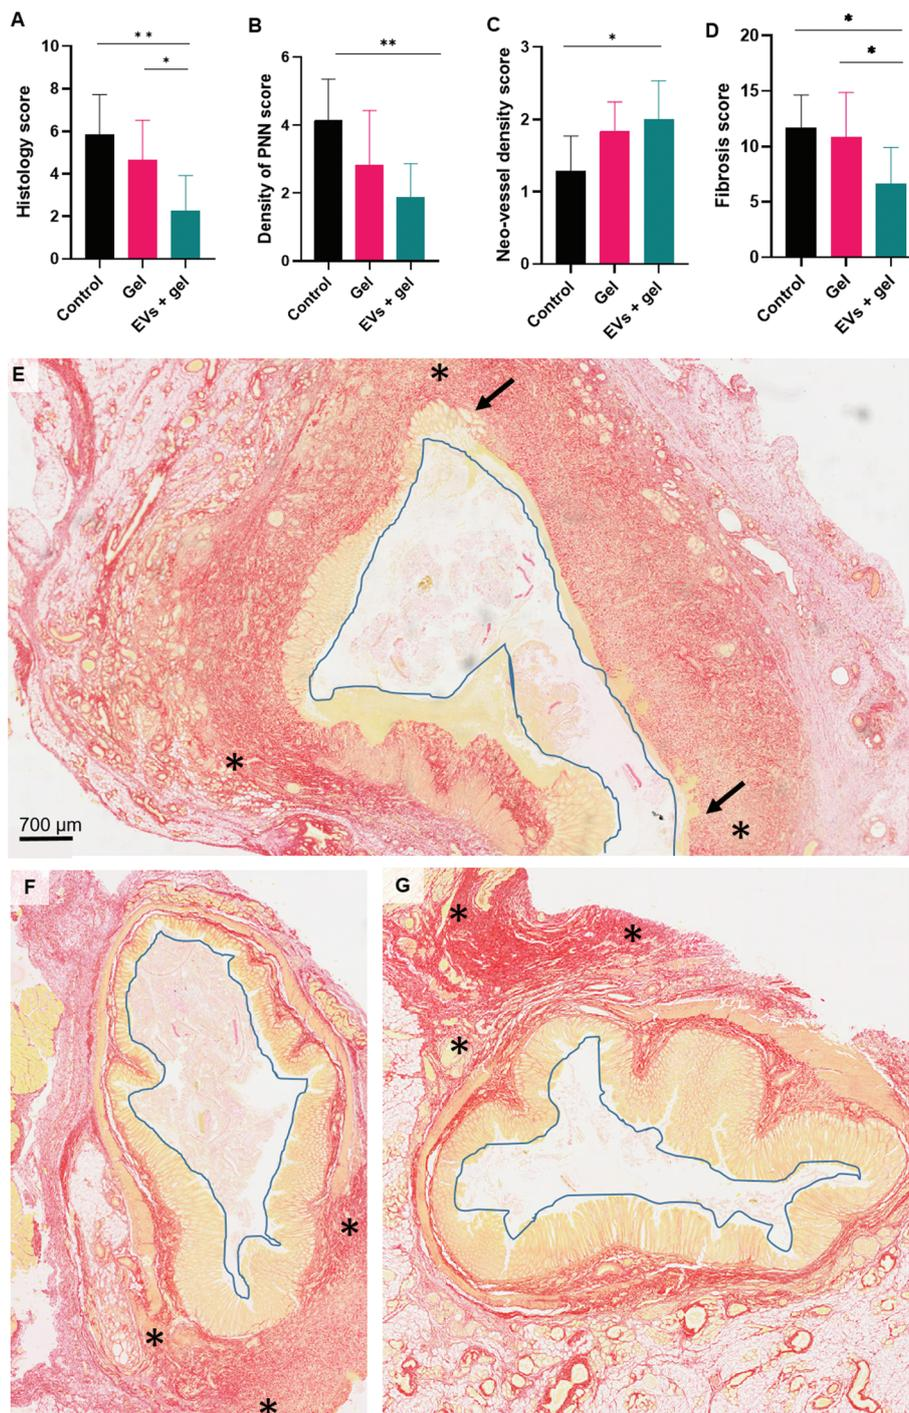 A
Histology score
**
*
10
8
6
4
2
0
Control
Gel
EVs + gel
B
Density of PNN score
**
6
4
2
0
Control
Gel
EVs + gel
C
Neo-vessel density score
*
3
2
1
0
Control
Gel
EVs + gel
D
Fibrosis score
*
*
20
15
10
5
0
Control
Gel
EVs + gel
E
*
*
*
700 µm
F
*
*
*
G
*
*
*